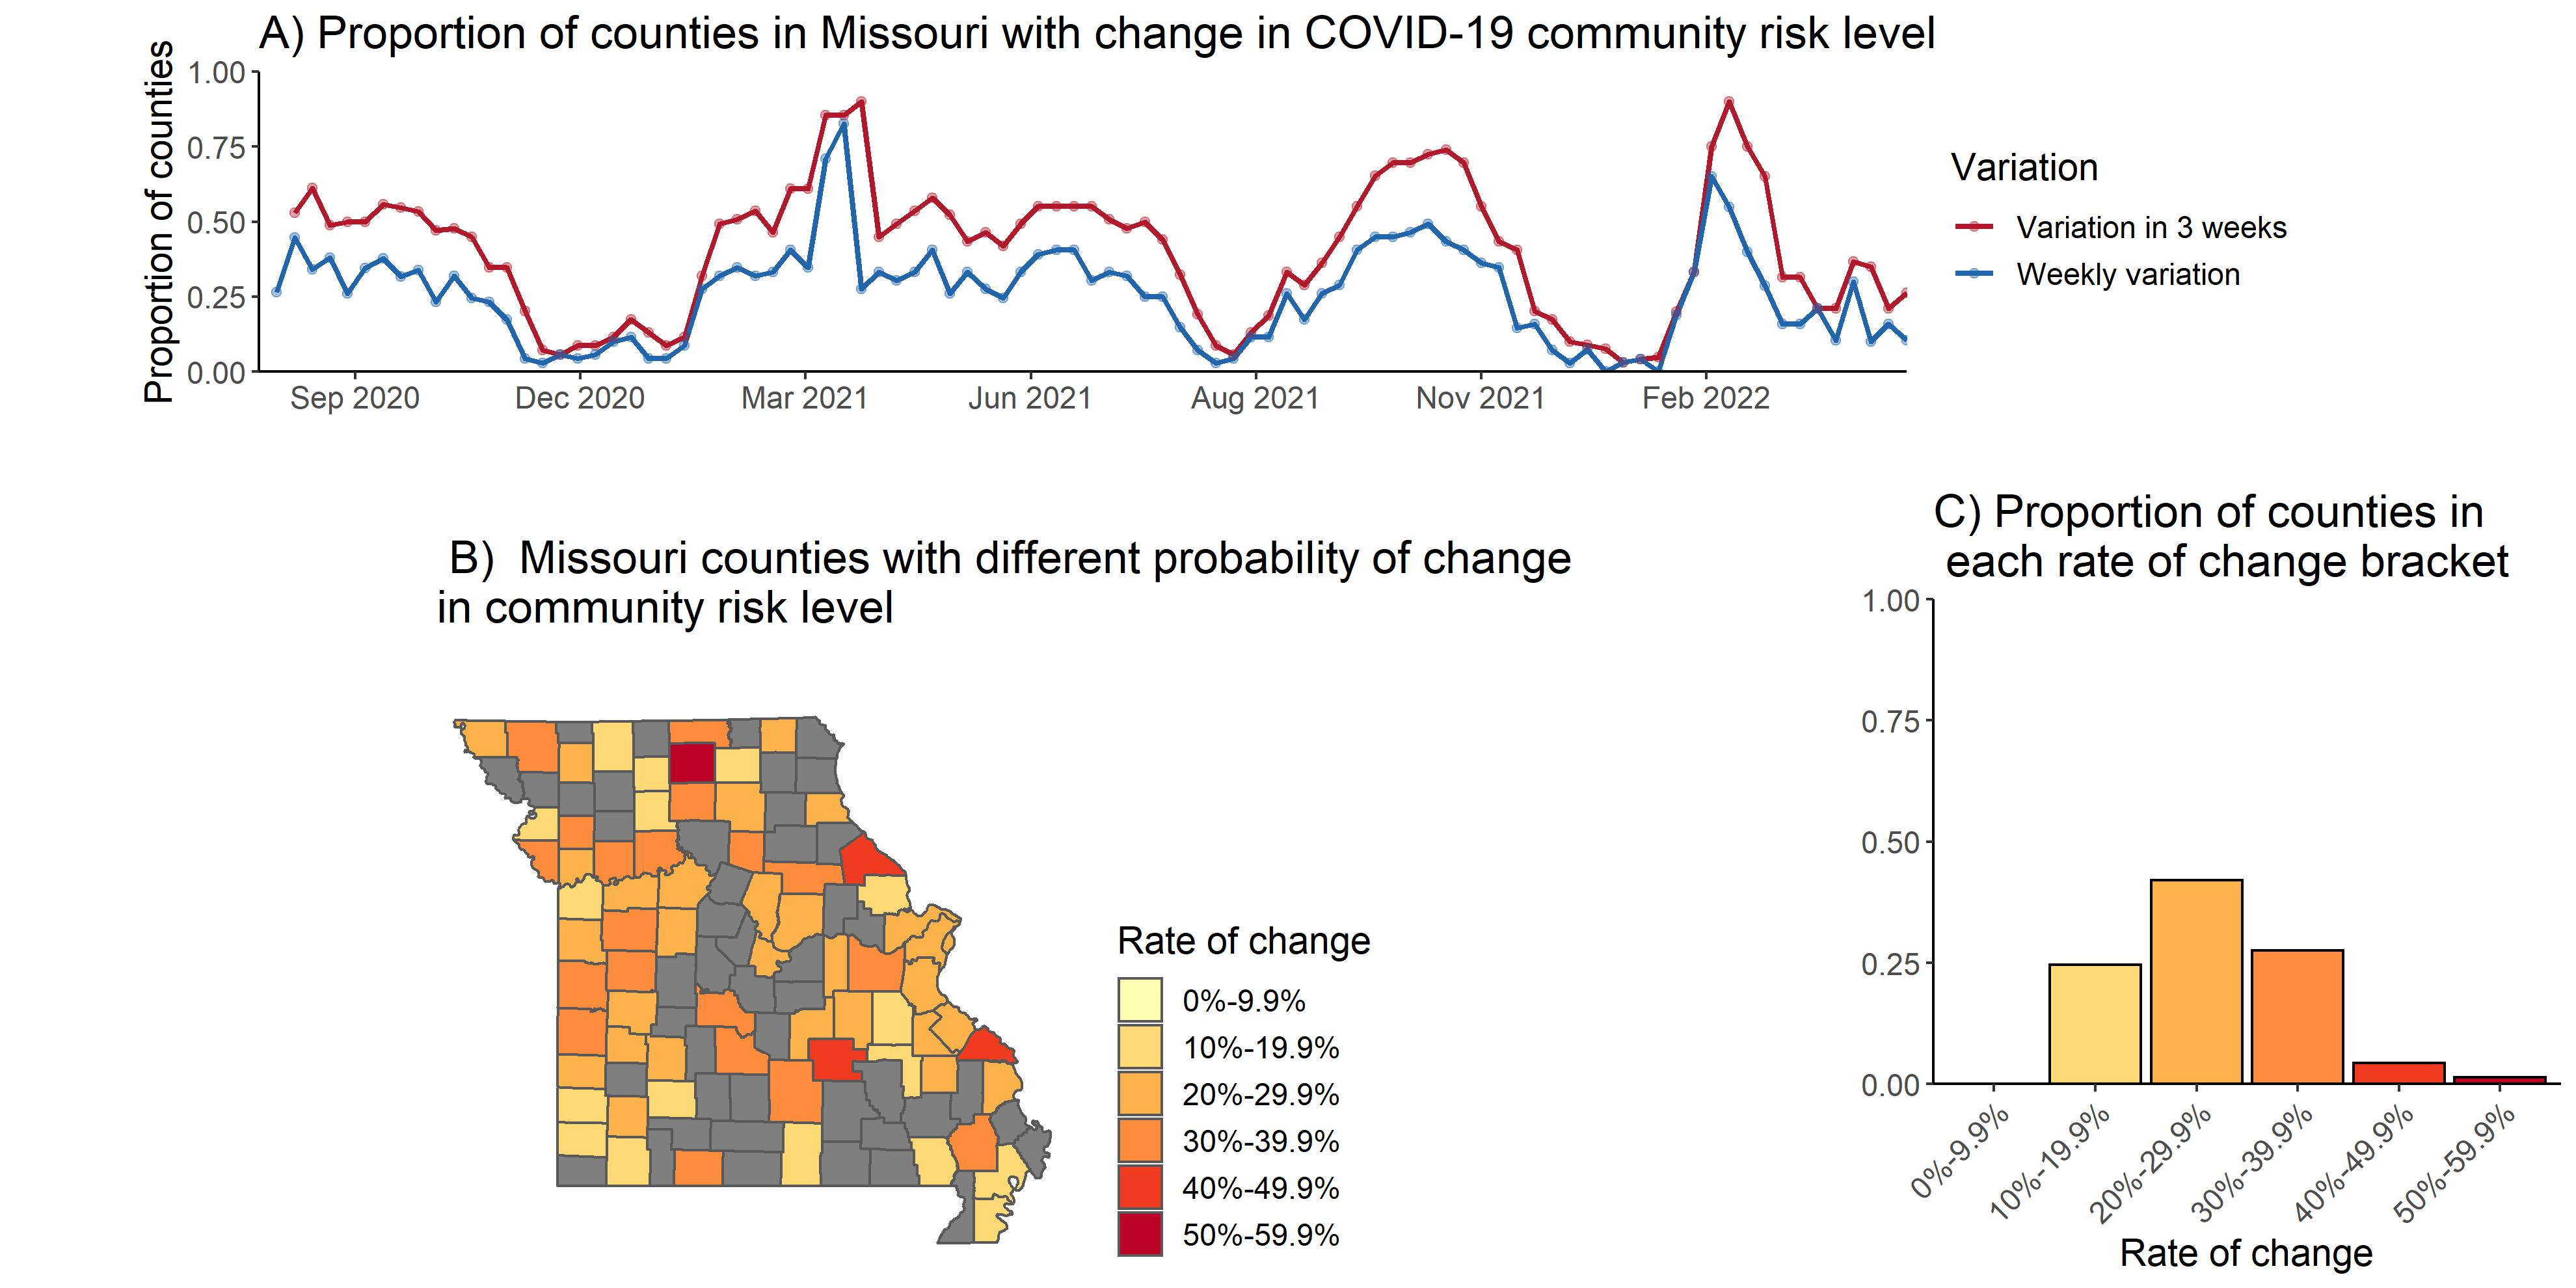 A) Proportion of counties in Missouri with change in COVID-19 community risk level
Proportion of counties
1.00
0.75
0.50
0.25
0.00
Sep 2020 Dec 2020 Mar 2021 Jun 2021 Aug 2021 Nov 2021 Feb 2022
Variation
Variation in 3 weeks
Weekly variation
B) Missouri counties with different probability of change
in community risk level
Rate of change
0%-9.9%
10%-19.9%
20%-29.9%
30%-39.9%
40%-49.9%
50%-59.9%
C) Proportion of counties in
each rate of change bracket
1.00
0.75
0.50
0.25
0.00
0%-9.9% 10%-19.9% 20%-29.9% 30%-39.9% 40%-49.9% 50%-59.9%
Rate of change